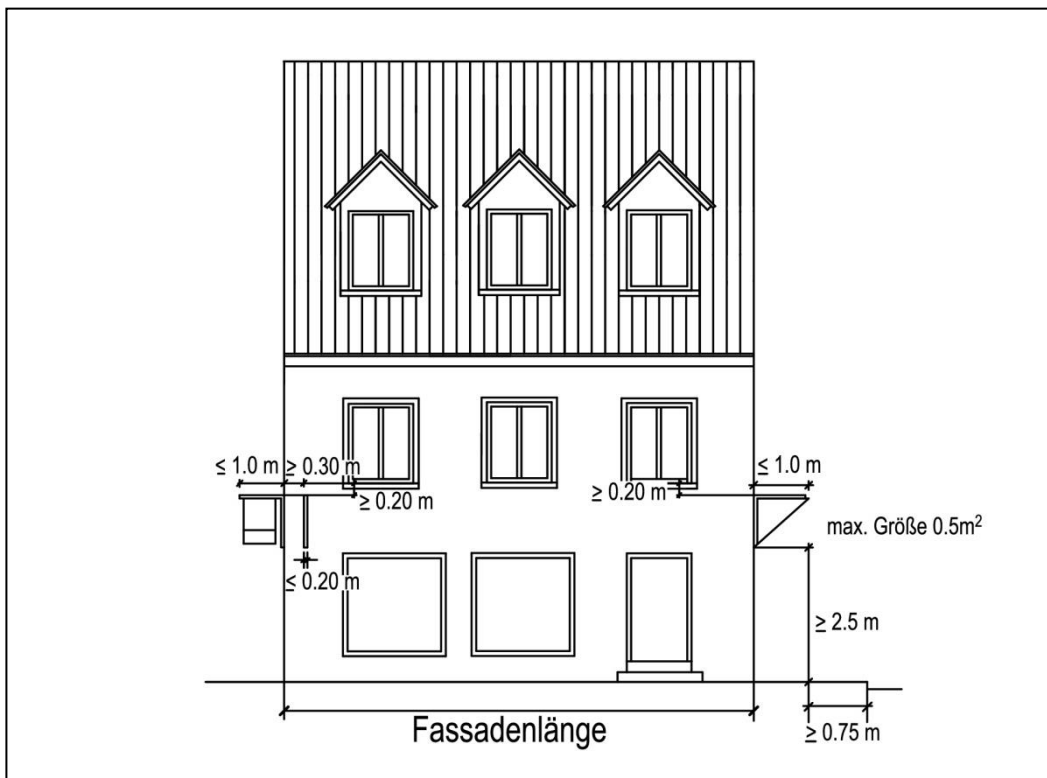 ≤ 1.0 m ≥ 0.30 m
≤ 1.0 m
≥ 0.20 m
≥ 0.20 m
max. Größe 0.5m²
≤ 0.20 m
≥ 2.5 m
Fassadenlänge
≥ 0.75 m